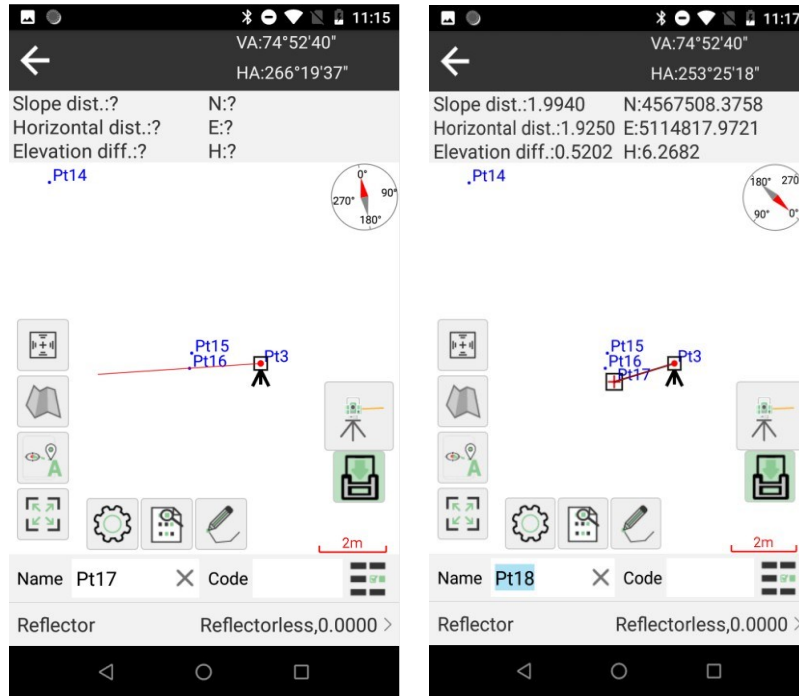 11:15
VA:74°52'40"
HA:266°19'37"
Slope dist.:? N:?
Horizontal dist.:? E:?
Elevation diff.:? H:?
Pt14
0°
270° 90°
180°
Pt15
Pt16 Pt3
A
2m
Name Pt17 Code
Reflector Reflectorless,0.0000
11:17
VA:74°52'40"
HA:253°25'18"
Slope dist.:1.9940 N:4567508.3758
Horizontal dist.:1.9250 E:5114817.9721
Elevation diff.:0.5202 H:6.2682
Pt14
180° 270
90° 0°
Pt15
Pt16 Pt3
Pt17
A
2m
Name Pt18 Code
Reflector Reflectorless,0.0000